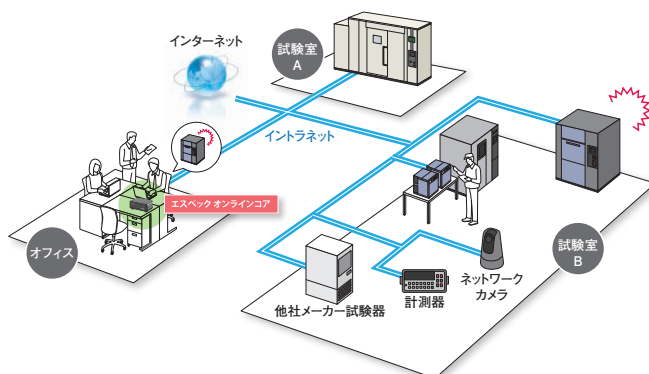 インターネット
試験室
A
イントラネット
エスペック オンラインコア
オフィス
試験室
B
ネットワーク
カメラ
計測器
他社メーカー試験器